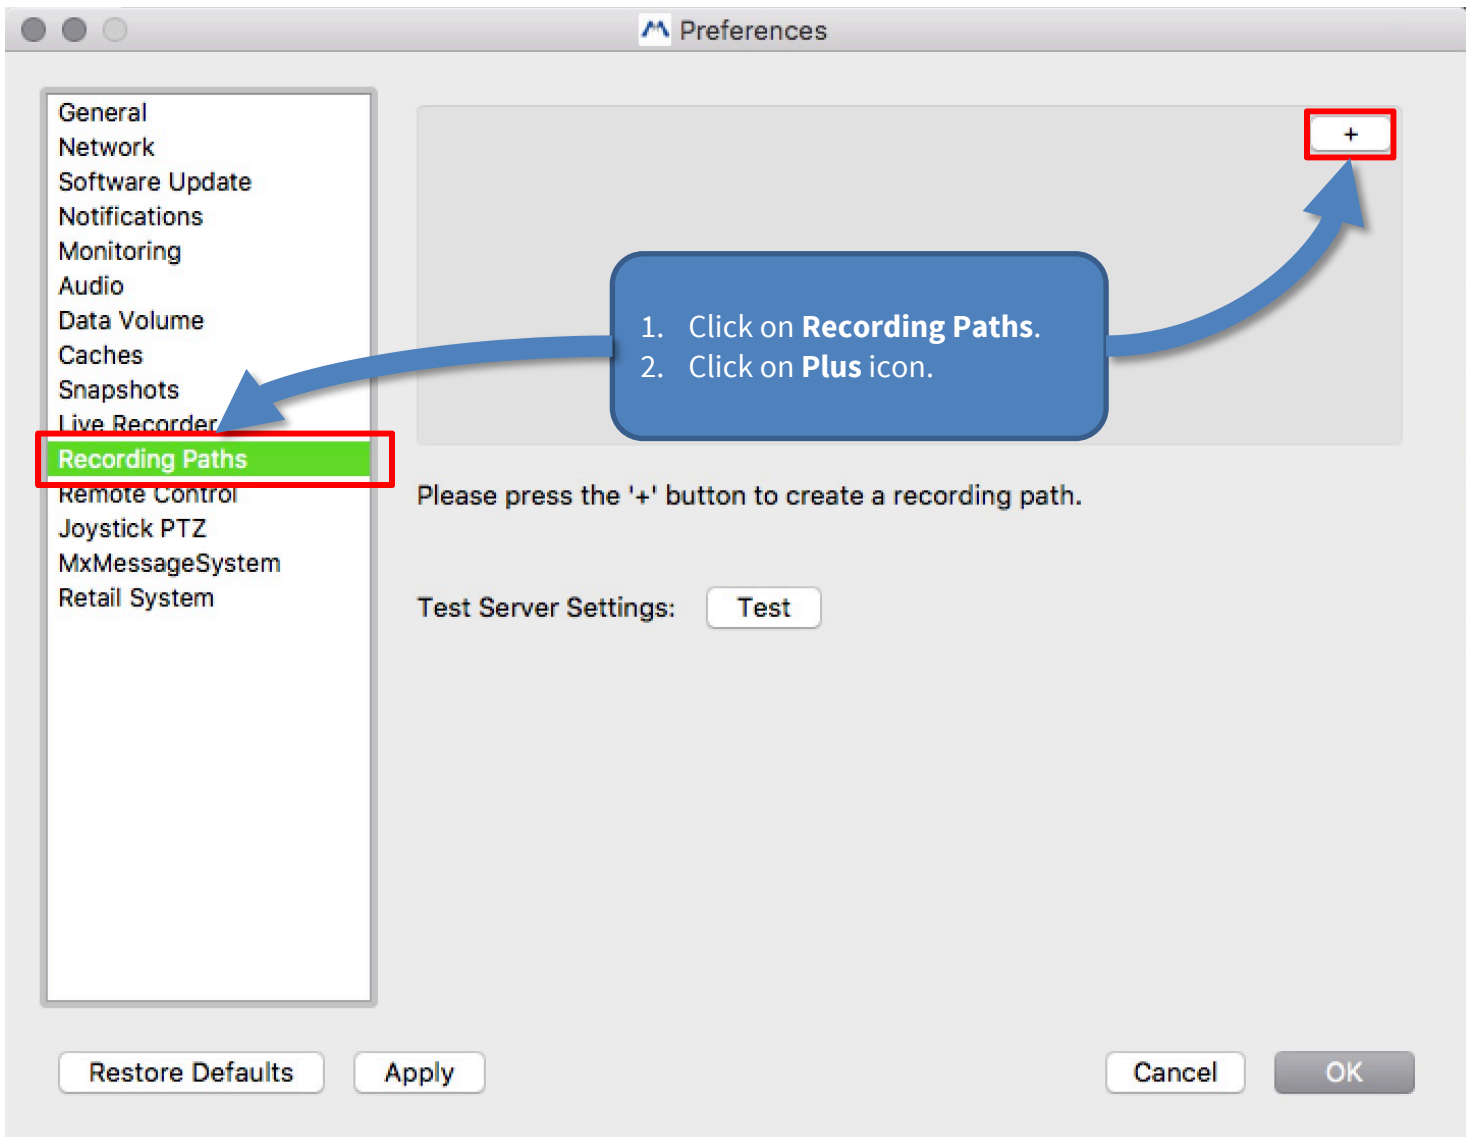 Preferences
General
Network
Software Update
Notifications
Monitoring
Audio
Data Volume
Caches
Snapshots
Live Recorder
Recording Paths
Remote Control
Joystick PTZ
MxMessageSystem
Retail System
+
1. Click on Recording Paths.
2. Click on Plus icon.
Please press the '+' button to create a recording path.
Test Server Settings: Test
Restore Defaults Apply Cancel OK